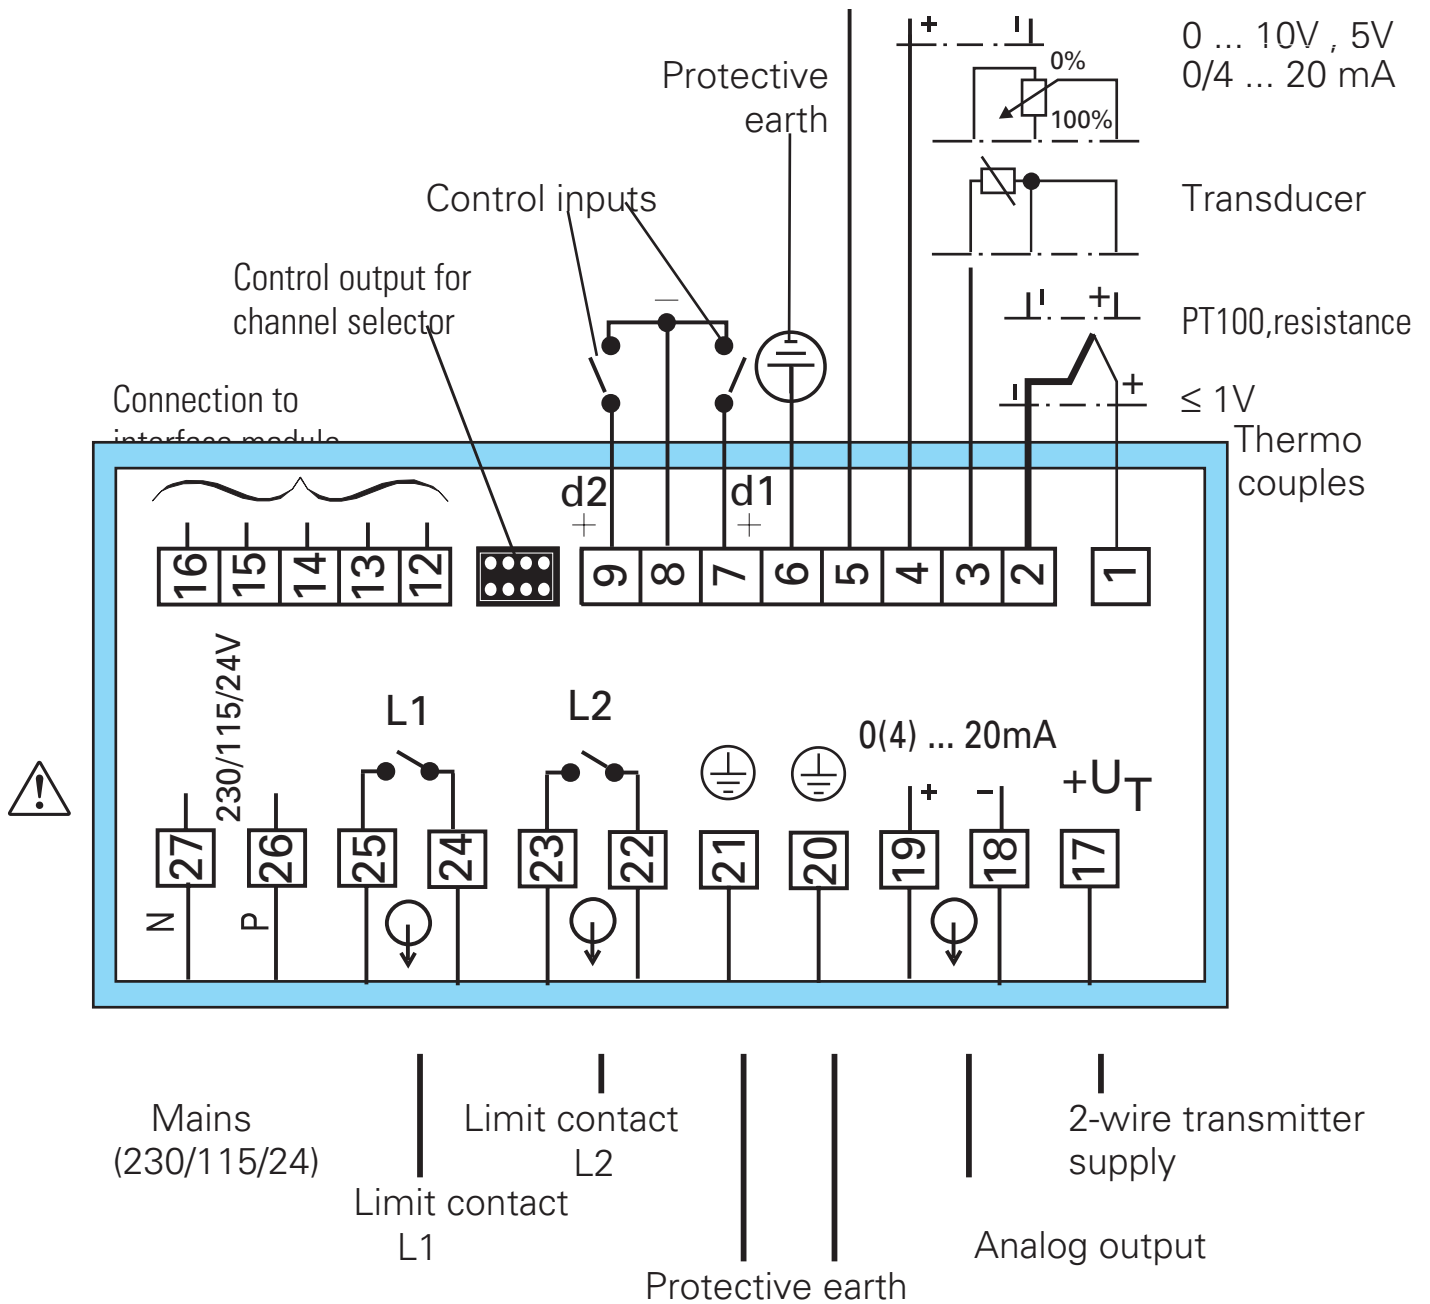 0 ... 10V , 5V
0/4 ... 20 mA
+ -
0%
100%
Protective
earth
Control inputs
Transducer
Control output for
channel selector
PT100,resistance
- +
≤ 1V
Thermo
couples
- +
Connection to
interface module
d2
+
d1
+
16 15 14 13 12
9 8 7 6 5 4 3 2 1
230/115/24V
L1
L2
0(4) ... 20mA
+ -
+UT
27 26 25 24 23 22 21 20 19 18 17
N
P
Mains
(230/115/24)
Limit contact
L1
Limit contact
L2
Protective earth
Analog output
2-wire transmitter
supply